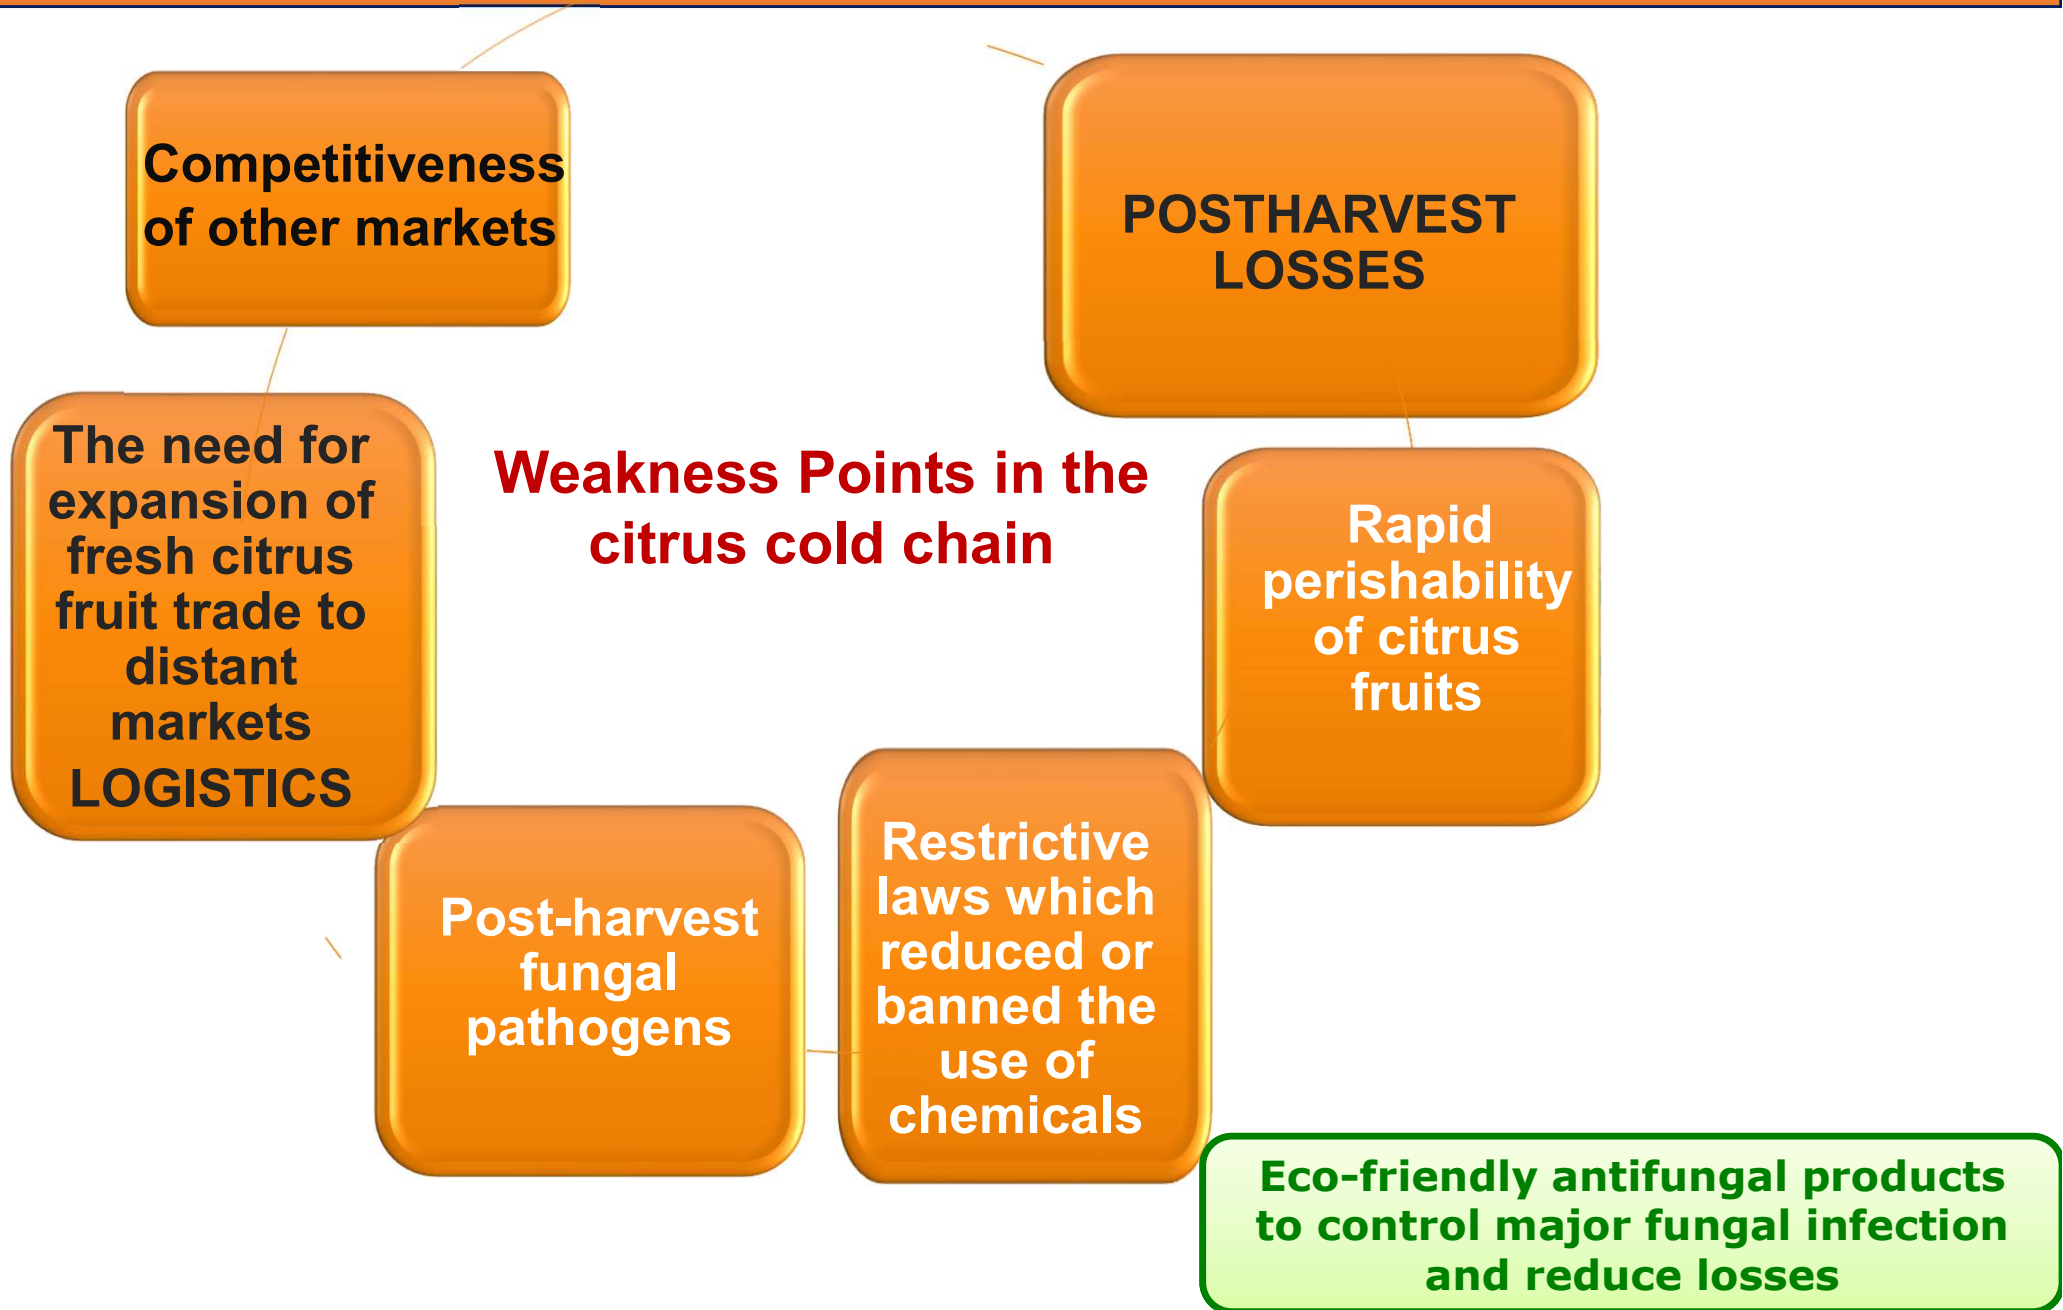 Competitiveness
of other markets
POSTHARVEST
LOSSES
The need for
expansion of
fresh citrus
fruit trade to
distant
markets
LOGISTICS
Weakness Points in the
citrus cold chain
Rapid
perishability
of citrus
fruits
Post-harvest
fungal
pathogens
Restrictive
laws which
reduced or
banned the
use of
chemicals
Eco-friendly antifungal products
to control major fungal infection
and reduce losses